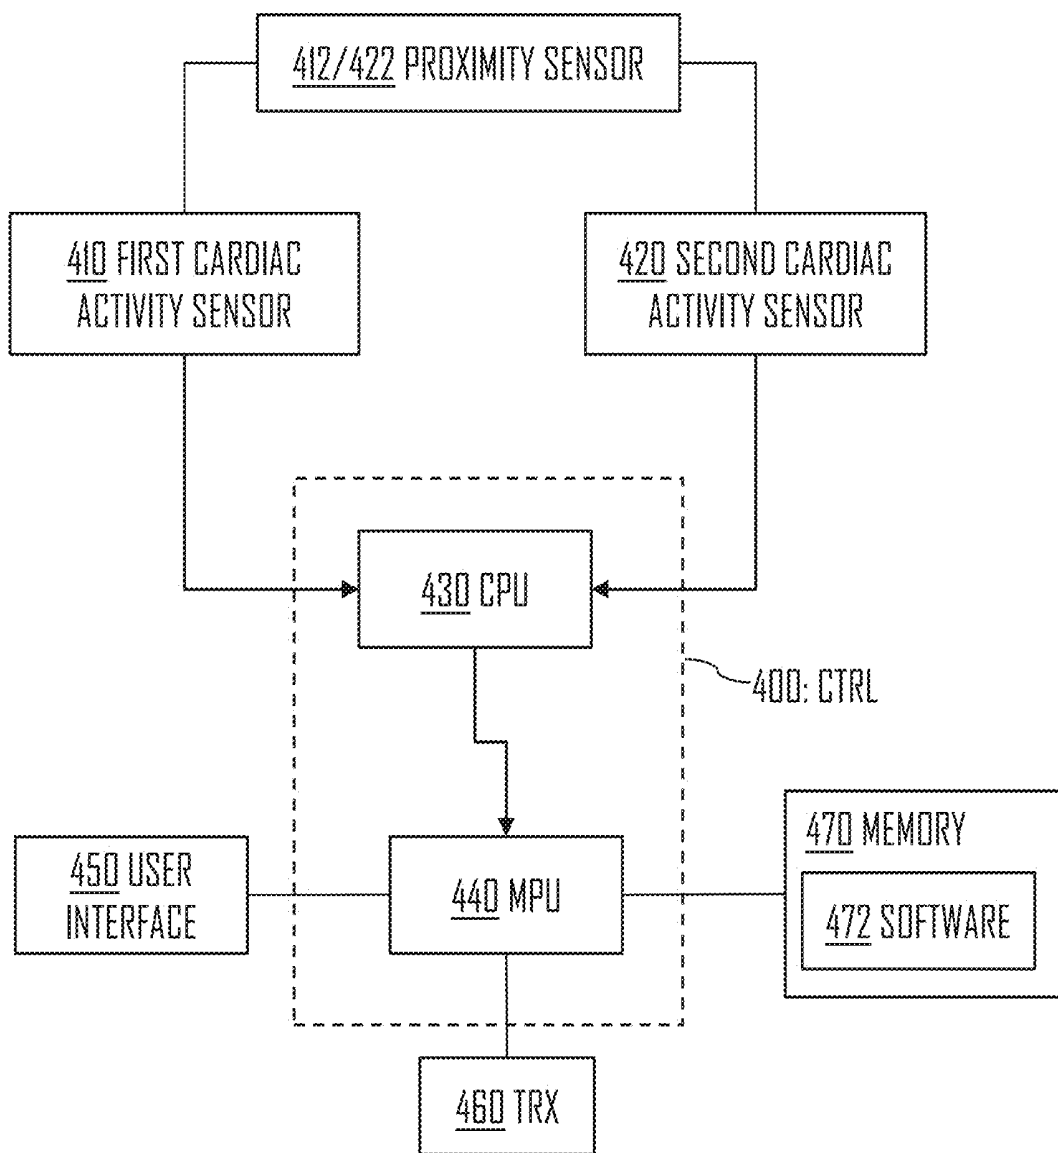 412/422 PROXIMITY SENSOR
410 FIRST CARDIAC
ACTIVITY SENSOR
420 SECOND CARDIAC
ACTIVITY SENSOR
430 CPU
400: CTRL
450 USER
INTERFACE
440 MPU
470 MEMORY
472 SOFTWARE
460 TRX